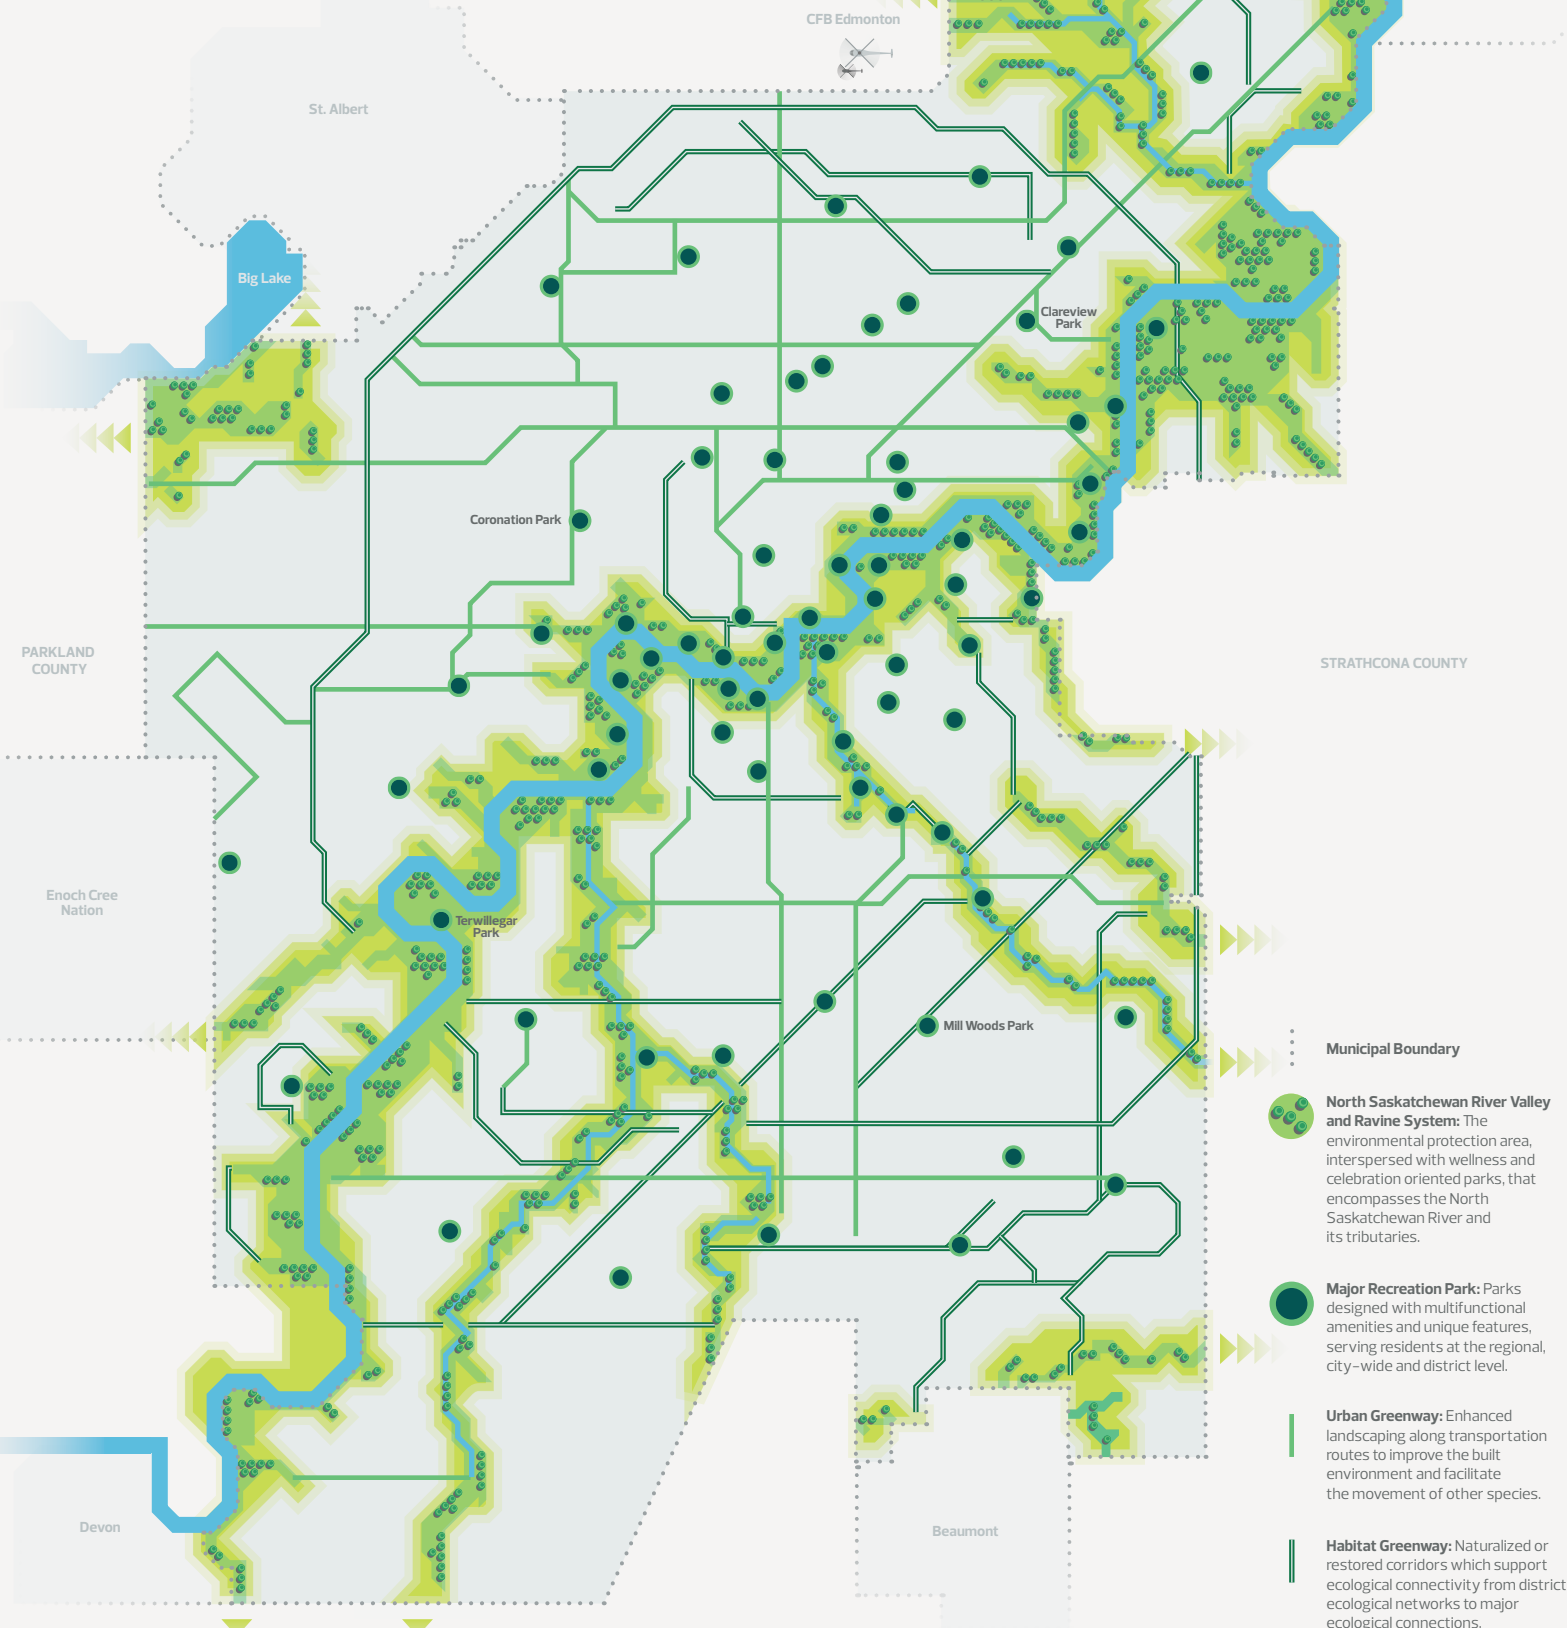 CFB Edmonton
St. Albert
Big Lake
Clareview
Park
Coronation Park
PARKLAND
COUNTY
STRATHCONA COUNTY
Enoch Cree
Nation
Terwillegar
Park
Mill Woods Park
Devon
Beaumont
Municipal Boundary
North Saskatchewan River Valley
and Ravine System: The
environmental protection area,
interspersed with wellness and
celebration oriented parks, that
encompasses the North
Saskatchewan River and
its tributaries.
Major Recreation Park: Parks
designed with multifunctional
amenities and unique features,
serving residents at the regional,
city-wide and district level.
Urban Greenway: Enhanced
landscaping along transportation
routes to improve the built
environment and facilitate
the movement of other species.
Habitat Greenway: Naturalized or
restored corridors which support
ecological connectivity from district
ecological networks to major
ecological connections.